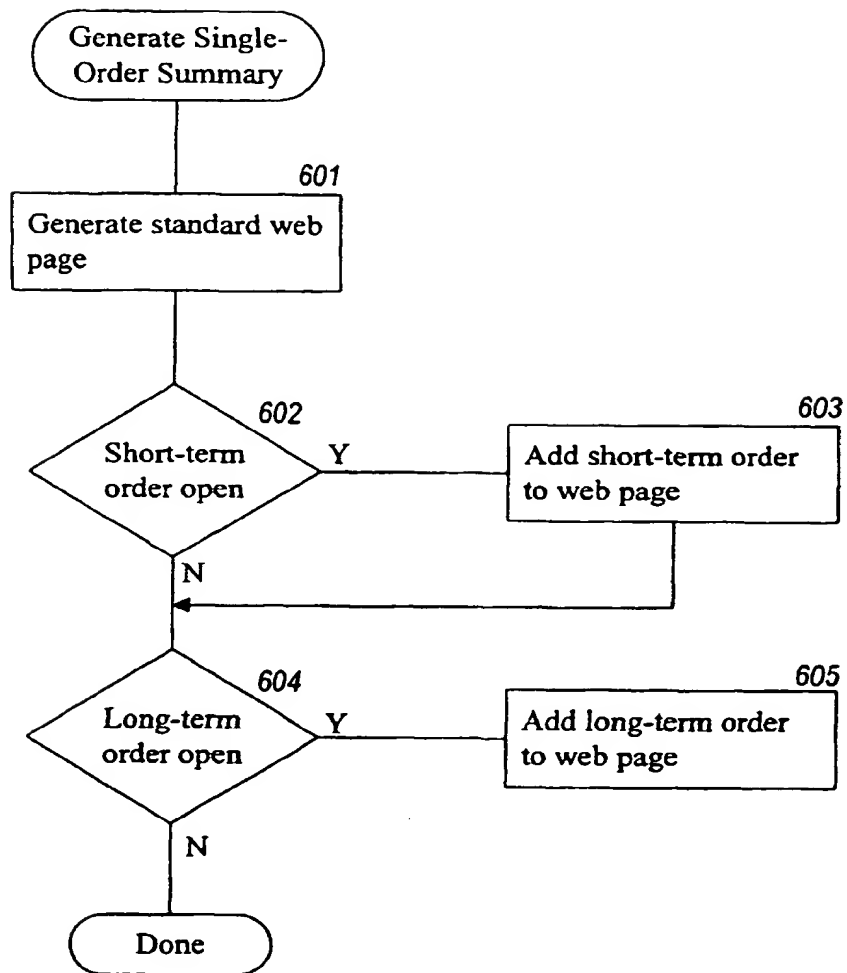 Generate Single-
Order Summary
601
Generate standard web
page
602
Short-term
order open
Y
N
603
Add short-term order
to web page
604
Long-term
order open
Y
N
605
Add long-term order
to web page
Done